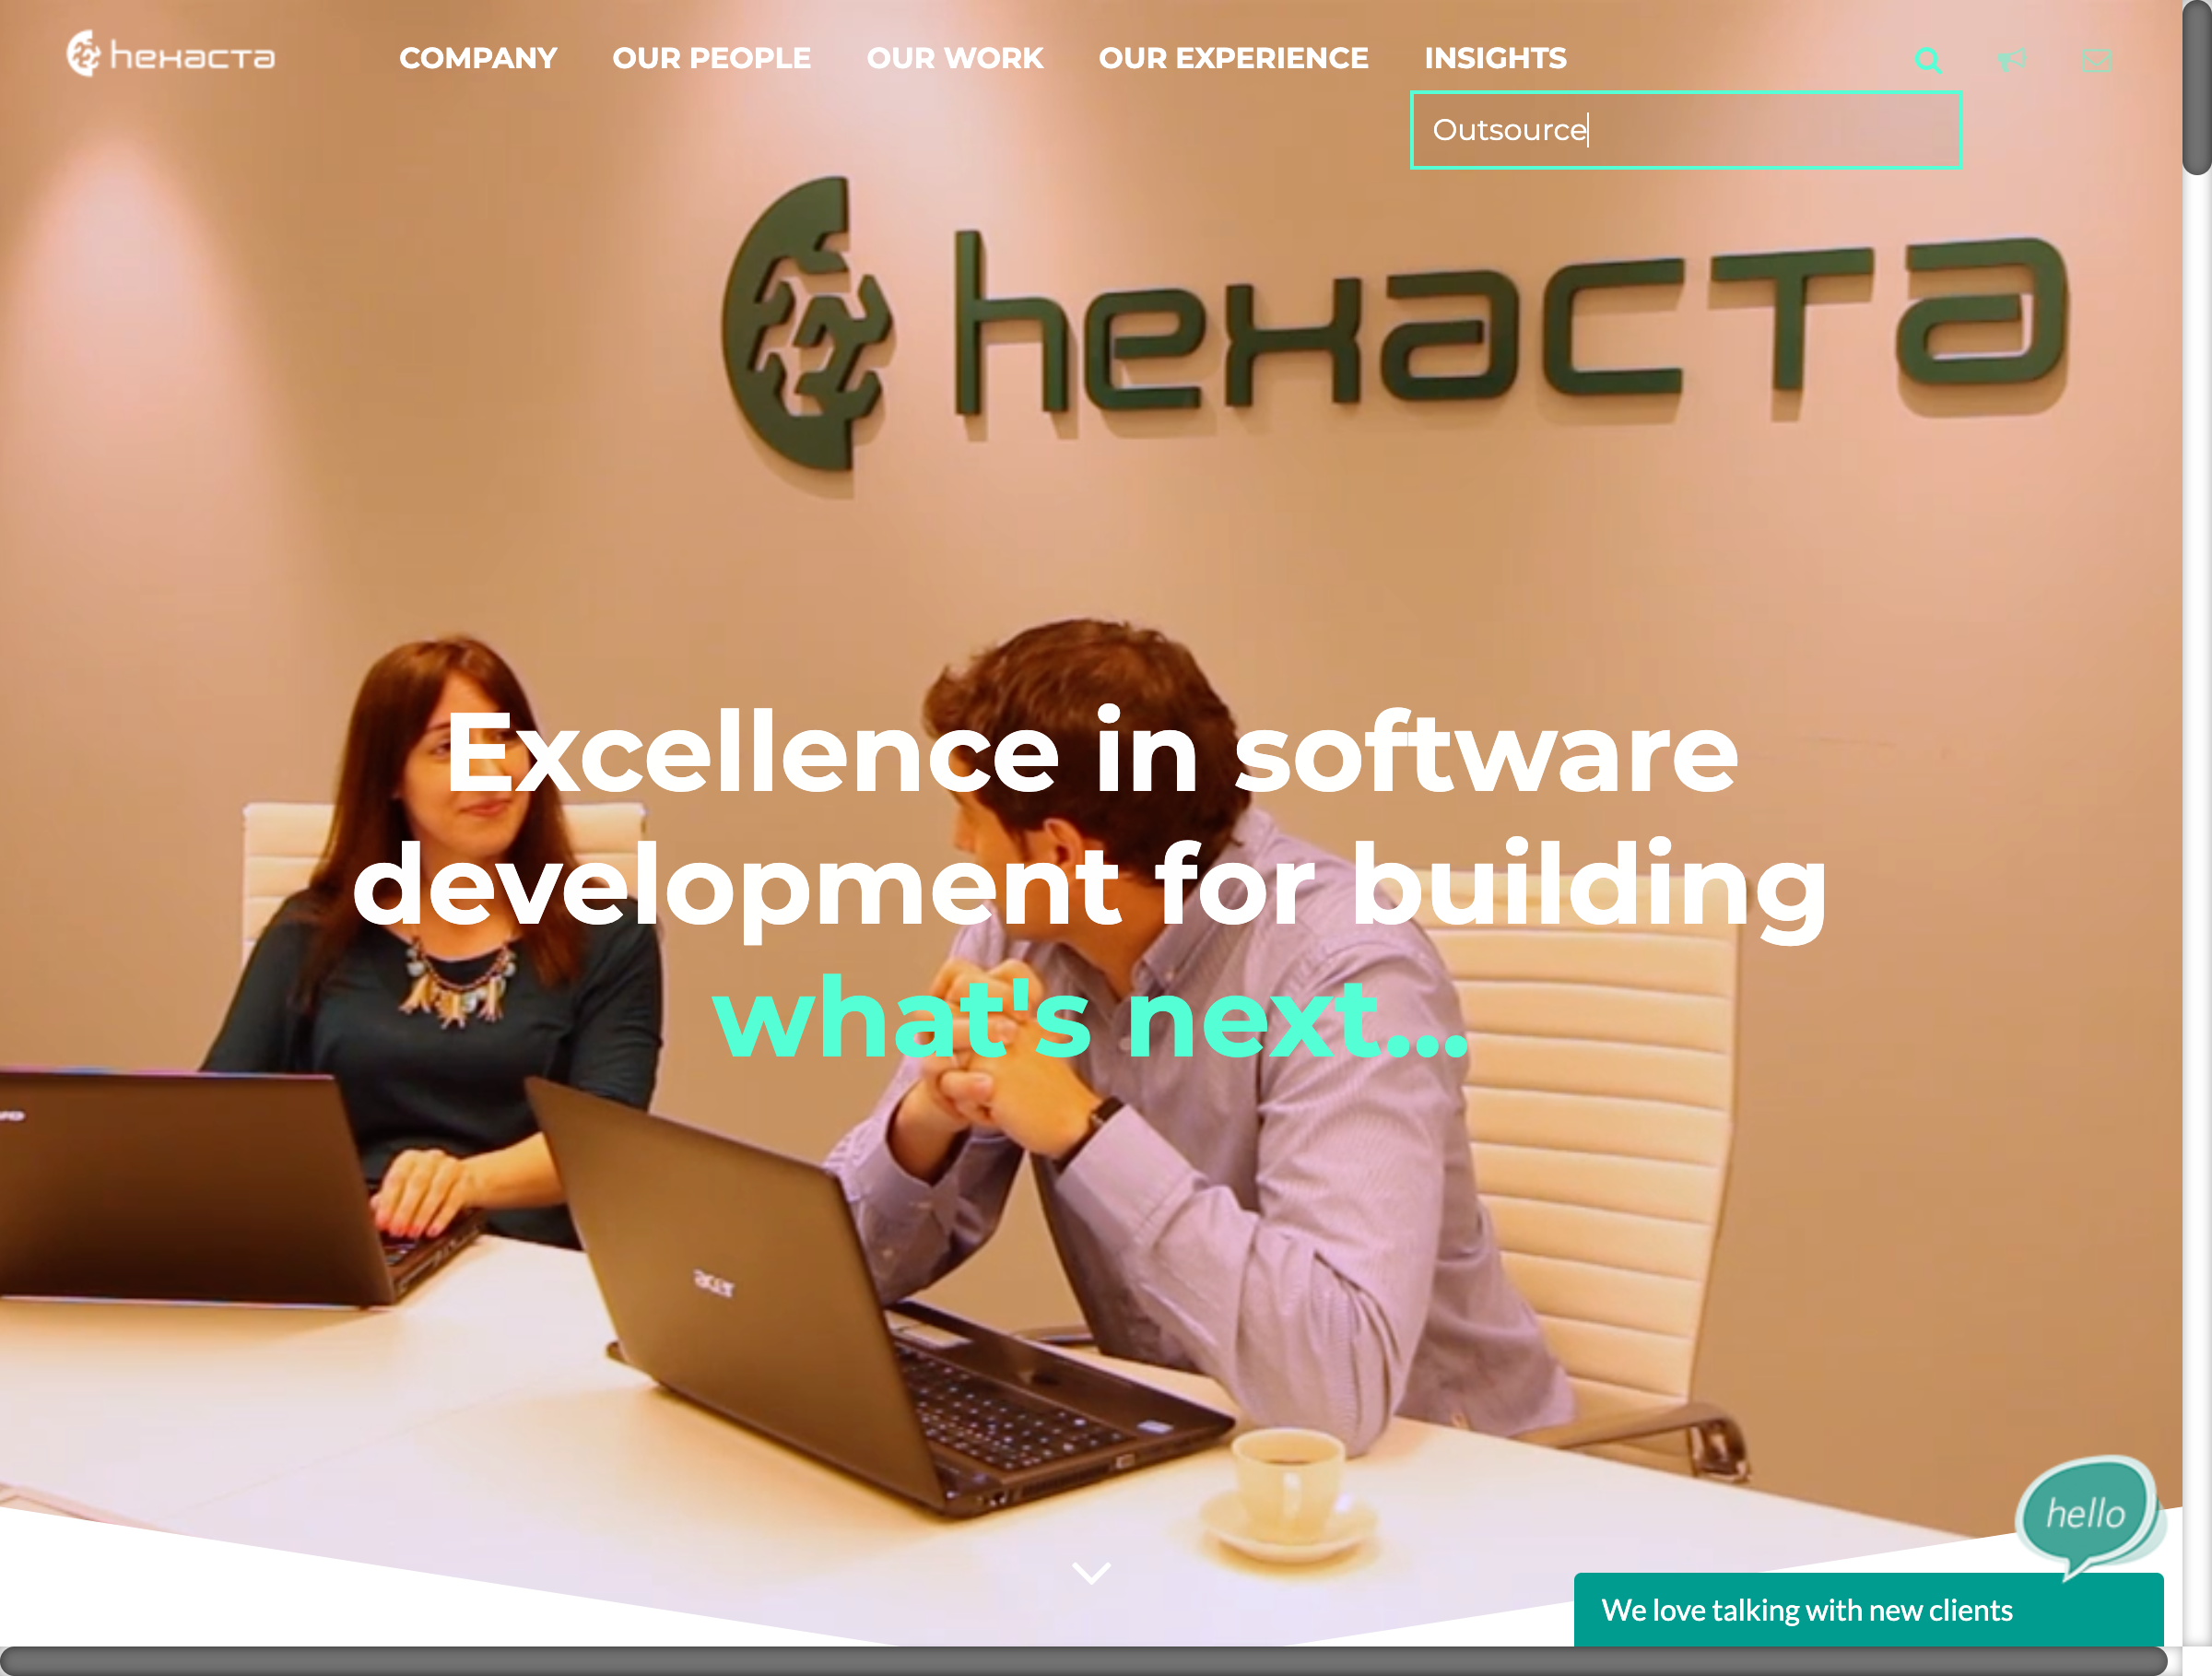 hexacta
COMPANY
OUR PEOPLE
OUR WORK
OUR EXPERIENCE
INSIGHTS
Outsource
hexacta
Excellence in software
development for building
what's next...
acer
hello
We love talking with new clients